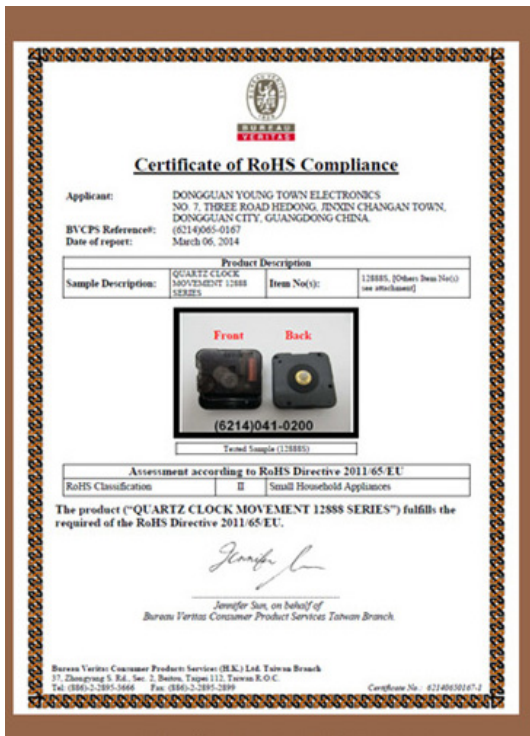 BUREAU
VERITAS
Certificate of RoHS Compliance
Applicant: DONGGUAN YOUNG TOWN ELECTRONICS
NO. 7, THREE ROAD HEDONG, JINXIN CHANGAN TOWN,
DONGGUAN CITY, GUANGDONG CHINA.
BVCPS Reference#: (6214)065-0167
Date of report: March 06, 2014
Product Description
Sample Description: QUARTZ CLOCK MOVEMENT 12888 SERIES Item No(s): 12888S, [Others Item No(s) see attachment]
Front Back
(6214)041-0200
Tested Sample (12888S)
Assessment according to RoHS Directive 2011/65/EU
RoHS Classification II Small Household Appliances
The product (“QUARTZ CLOCK MOVEMENT 12888 SERIES”) fulfills the
required of the RoHS Directive 2011/65/EU.
Jennifer Sun, on behalf of
Bureau Veritas Consumer Product Services Taiwan Branch.
Bureau Veritas Consumer Products Services (H.K.) Ltd. Taiwan Branch
37, Zhongyang S. Rd., Sec. 2, Beitou, Taipei 112, Taiwan R.O.C.
Tel: (886)-2-2895-3666 Fax: (886)-2-2895-2899 Certificate No.: 62140650167-1